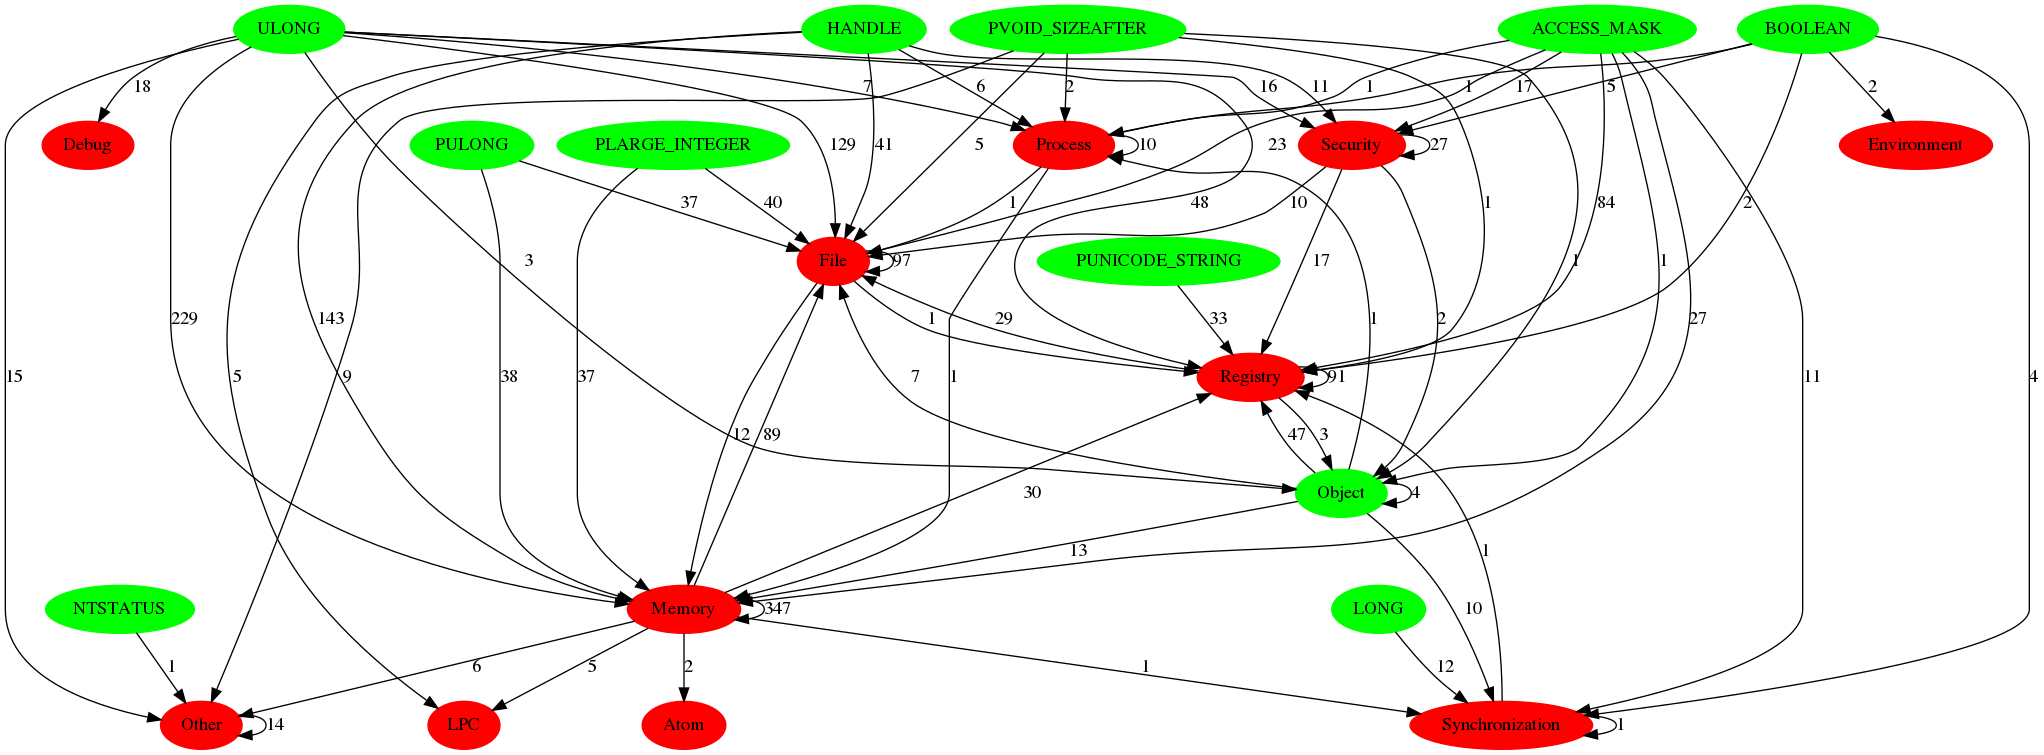 ULONG HANDLE PVOID_SIZEAFTER ACCESS_MASK BOOLEAN
18 7 6 2 16 11 1 1 17 5 2
Debug PULONG PLARGE_INTEGER Process Security Environment
129 41 5 10 23 27
37 40 1 10 1 84 2
48
3 File 97 PUNICODE_STRING 17 1 1
229 143 1 29 33 2 1 27
15 5 9 38 37 7 1 Registry 91 11 4
12 89 47 3
30 Object 4
13 1
NTSTATUS Memory 347 LONG 10
1 6 5 2 1 12
Other 14 LPC Atom Synchronization 1